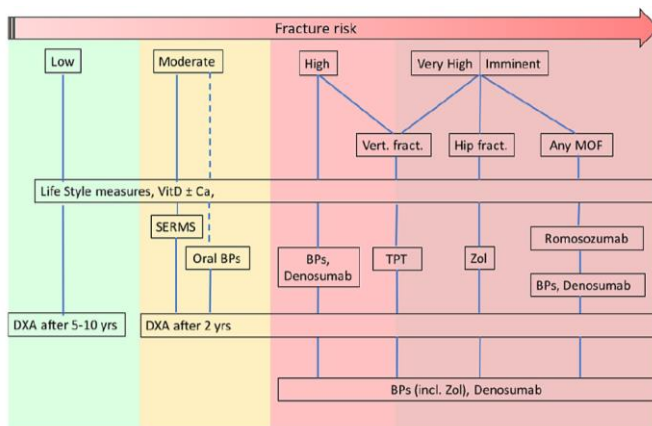 Fracture risk
Low
Moderate
High
Very High
Imminent
Vert. fract.
Hip fract.
Any MOF
Life Style measures, VitD ± Ca,
SERMS
Romosozumab
Oral BPs
BPs,
Denosumab
TPT
Zol
BPs, Denosumab
DXA after 5-10 yrs
DXA after 2 yrs
BPs (incl. Zol), Denosumab